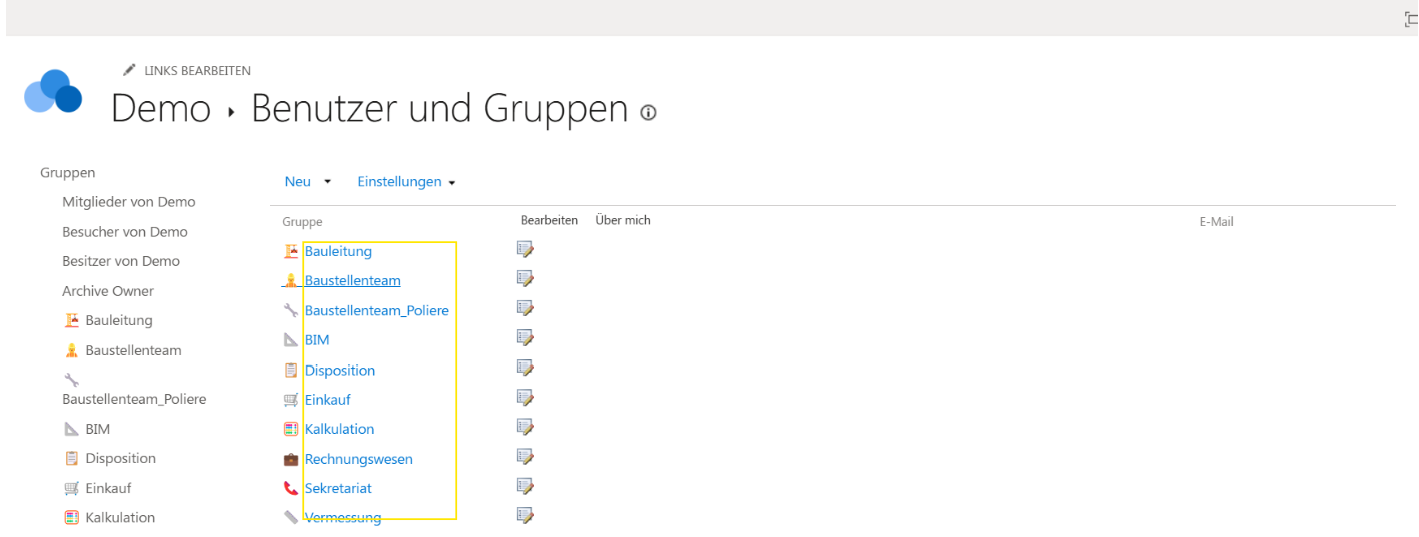 LINKS BEARBEITEN
Demo ▸ Benutzer und Gruppen
Gruppen
Mitglieder von Demo
Besucher von Demo
Besitzer von Demo
Archive Owner
Bauleitung
Baustellenteam
Baustellenteam_Poliere
BIM
Disposition
Einkauf
Kalkulation
Neu Einstellungen
Gruppe Bearbeiten Über mich E-Mail
Bauleitung
Baustellenteam
Baustellenteam_Poliere
BIM
Disposition
Einkauf
Kalkulation
Rechnungswesen
Sekretariat
Vermessung